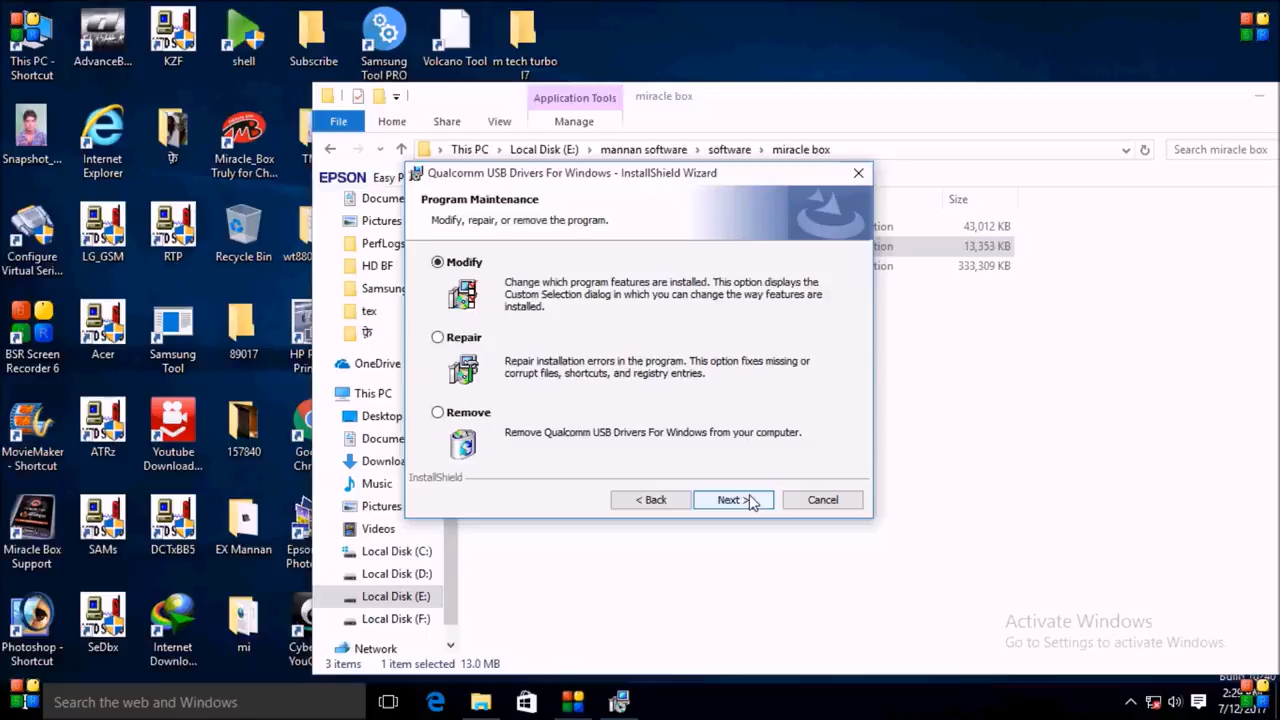 This PC -
Shortcut
AdvanceB...
KZF
shell
Subscribe
Samsung
Tool PRO
Volcano Tool
m tech turbo
I7
Snapshot_...
Internet
Explorer
फ़े
Miracle_Box
Truly for Ch...
Configure
Virtual Seri...
LG_GSM
RTP
Recycle Bin
wt880
BSR Screen
Recorder 6
Acer
Samsung
Tool
89017
HP
Prin
MovieMaker
- Shortcut
ATRz
Youtube
Download...
157840
Goo
Chr
Miracle Box
Support
SAMs
DCTxBB5
EX Mannan
Epson
Photo
Photoshop -
Shortcut
SeDbx
Internet
Downlo...
mi
Cybe
YouC
miracle box
Application Tools
File
Home
Share
View
Manage
This PC > Local Disk (E:) > mannan software > software > miracle box
Search miracle box
EPSON Easy P
Docume
Pictures
PerfLogs
HD BF
Samsung
tex
फ़े
OneDrive
This PC
Desktop
Docume
Downloa
Music
Pictures
Videos
Local Disk (C:)
Local Disk (D:)
Local Disk (E:)
Local Disk (F:)
Network
Size
tion 43,012 KB
tion 13,353 KB
tion 333,309 KB
3 items 1 item selected 13.0 MB
Qualcomm USB Drivers For Windows - InstallShield Wizard
Program Maintenance
Modify, repair, or remove the program.
Modify
Change which program features are installed. This option displays the
Custom Selection dialog in which you can change the way features are
installed.
Repair
Repair installation errors in the program. This option fixes missing or
corrupt files, shortcuts, and registry entries.
Remove
Remove Qualcomm USB Drivers For Windows from your computer.
InstallShield
< Back
Next >
Cancel
Activate Windows
Go to Settings to activate Windows.
Search the web and Windows
7/12/2017